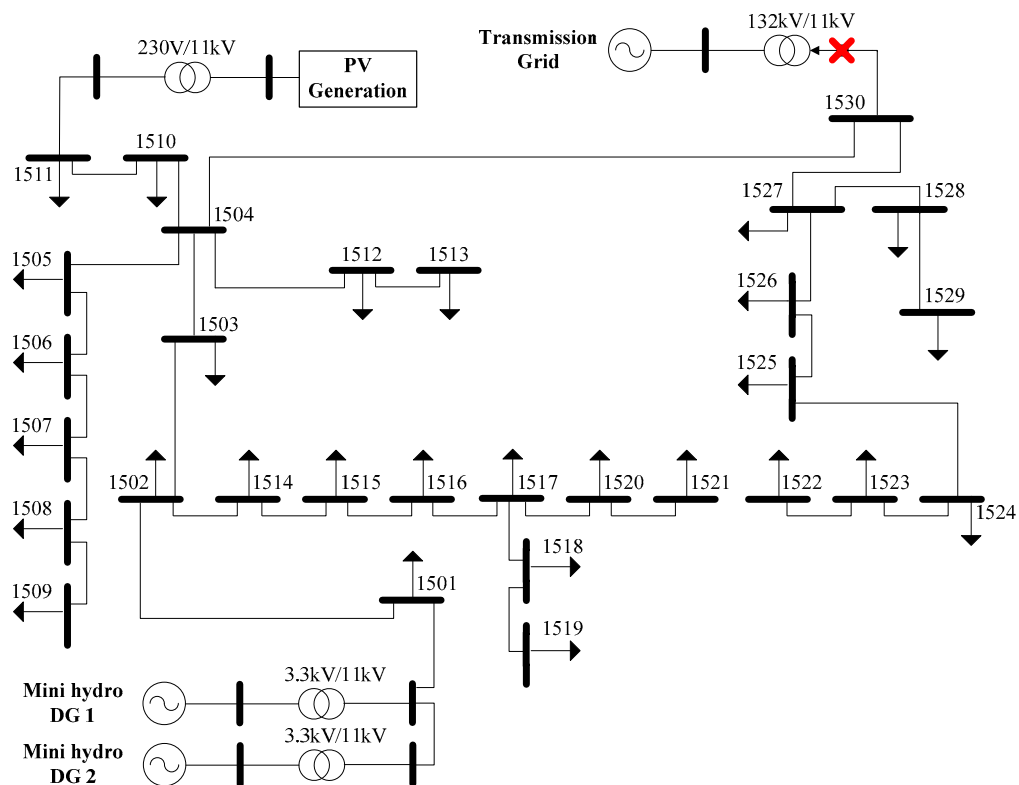 132kV/11kV
Transmission
Grid
230V/11kV
PV
Generation
1530
1510
1511
1527
1528
1504
1512
1513
1505
1526
1529
1503
1506
1525
1507
1502
1514
1515
1516
1517
1520
1521
1522
1523
1524
1508
1518
1501
1509
1519
3.3kV/11kV
Mini hydro
DG 1
3.3kV/11kV
Mini hydro
DG 2